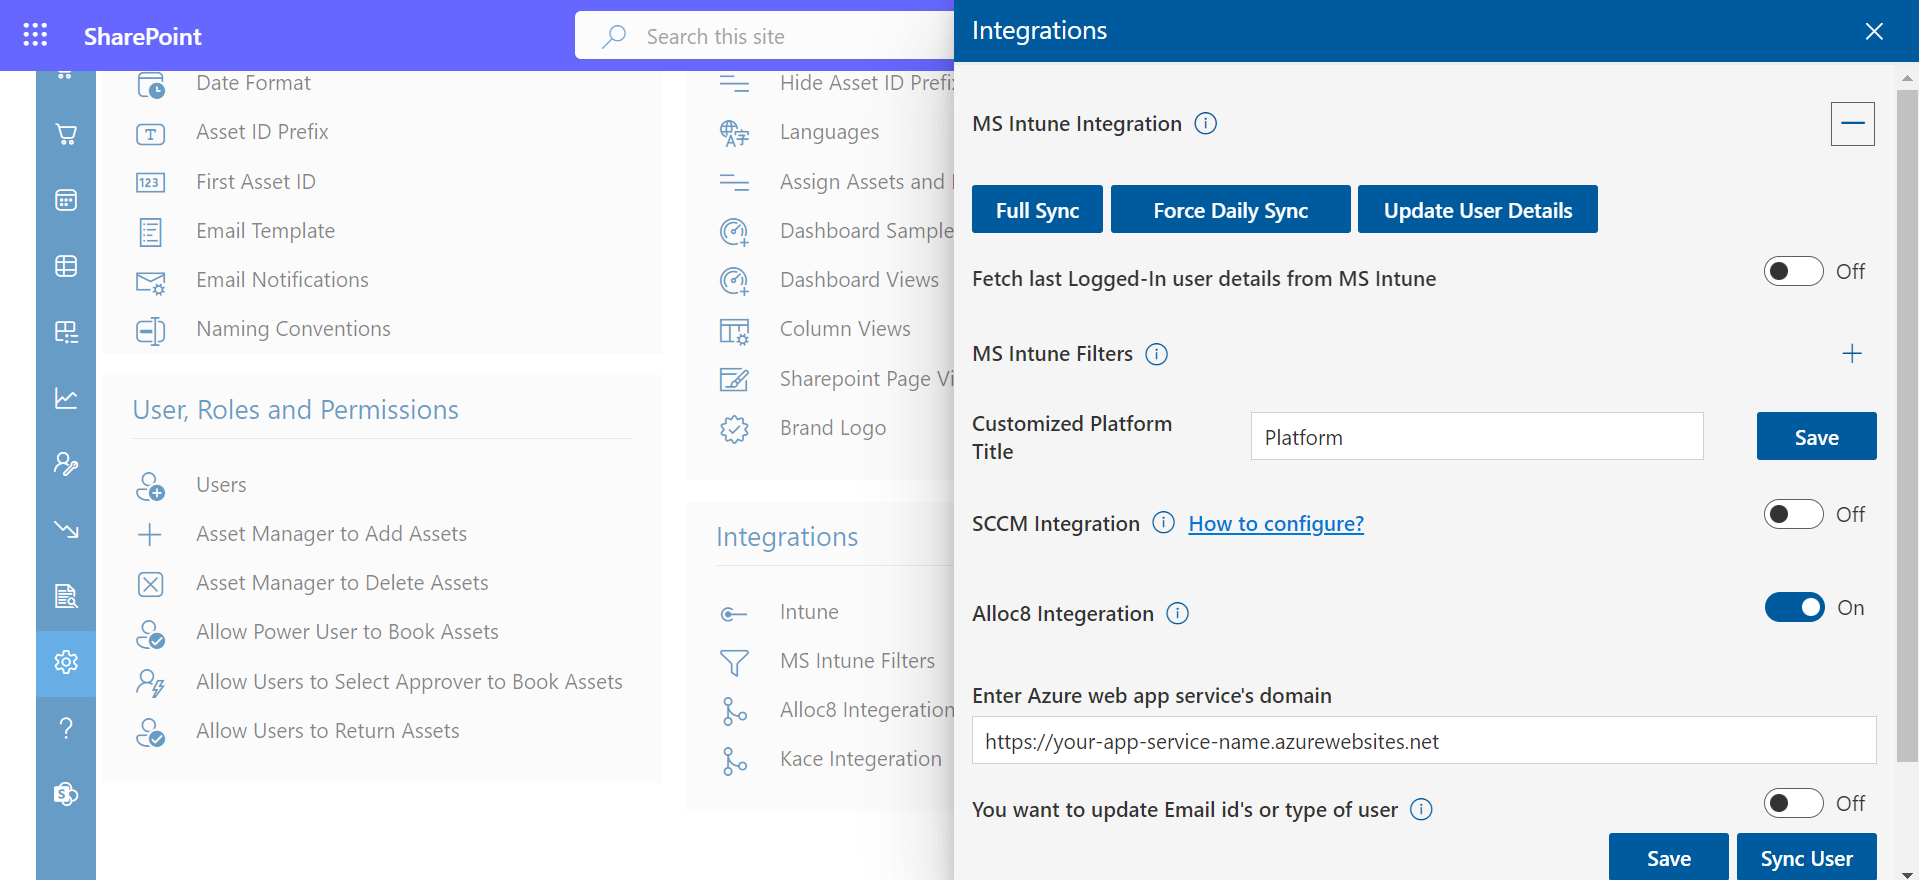 SharePoint
Search this site
Date Format
Asset ID Prefix
First Asset ID
Email Template
Email Notifications
Naming Conventions
User, Roles and Permissions
Users
Asset Manager to Add Assets
Asset Manager to Delete Assets
Allow Power User to Book Assets
Allow Users to Select Approver to Book Assets
Allow Users to Return Assets
Hide Asset ID Prefix
Languages
Assign Assets and
Dashboard Sample
Dashboard Views
Column Views
Sharepoint Page Vi
Brand Logo
Integrations
Intune
MS Intune Filters
Alloc8 Integeration
Kace Integeration
Integrations
MS Intune Integration
Full Sync
Force Daily Sync
Update User Details
Fetch last Logged-In user details from MS Intune
Off
MS Intune Filters
Customized Platform
Title
Platform
Save
SCCM Integration
How to configure?
Off
Alloc8 Integeration
On
Enter Azure web app service's domain
https://your-app-service-name.azurewebsites.net
You want to update Email id's or type of user
Off
Save
Sync User